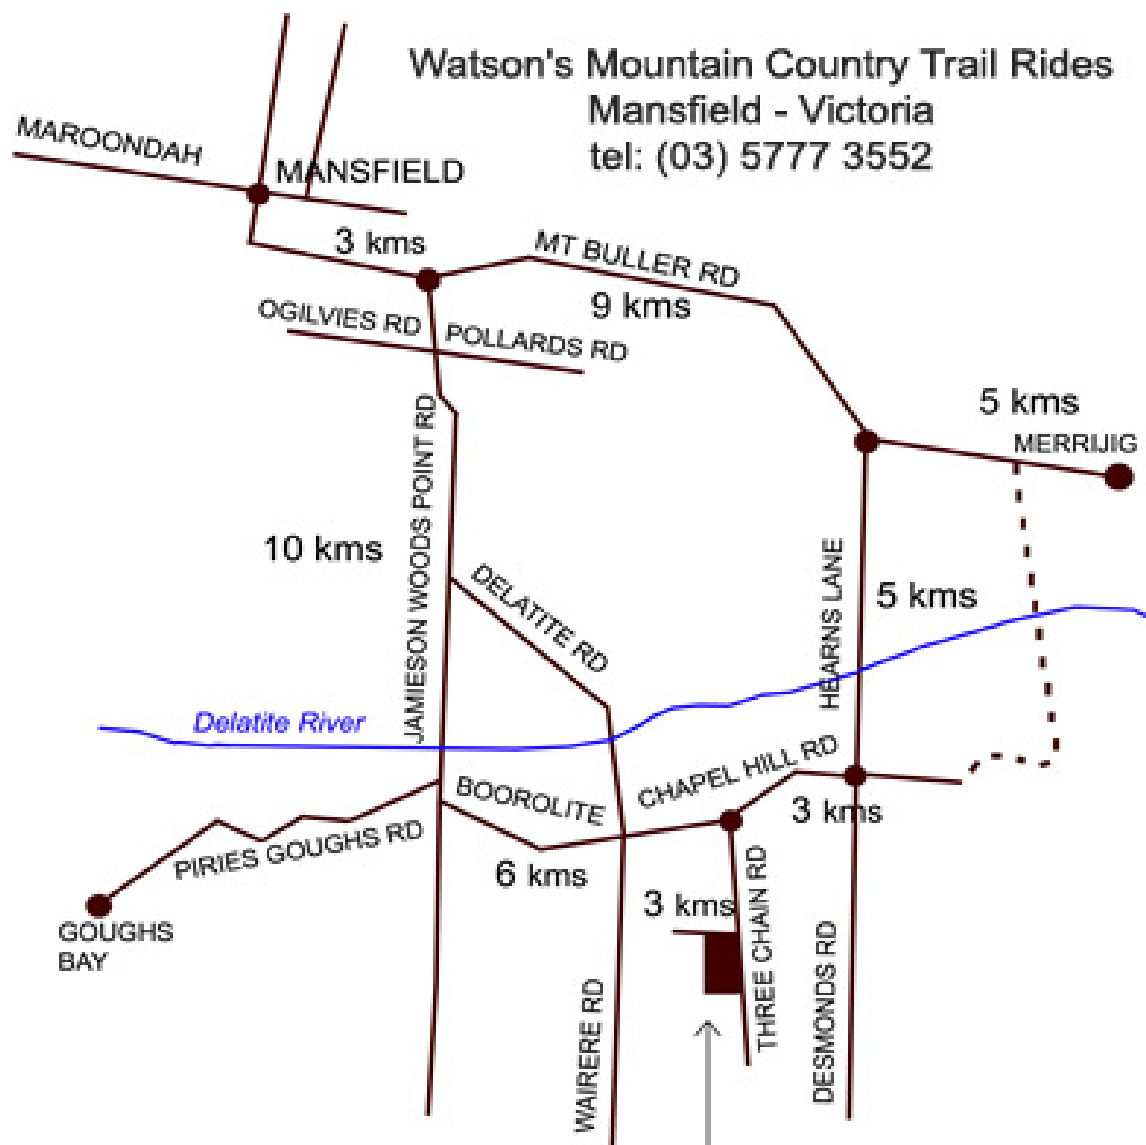 Watson's Mountain Country Trail Rides
Mansfield - Victoria
tel: (03) 5777 3552
MAROONDAH
MANSFIELD
3 kms
MT BULLER RD
9 kms
OGILVIES RD
POLLARDS RD
5 kms
MERRIJIG
JAMIESON WOODS POINT RD
10 kms
DELATITE RD
HEARNS LANE
5 kms
Delatite River
BOOROLITE
CHAPEL HILL RD
3 kms
PIRIES GOUGHS RD
6 kms
3 kms
GOUGHS
BAY
THREE CHAIN RD
WAIRERE RD
DESMONDS RD